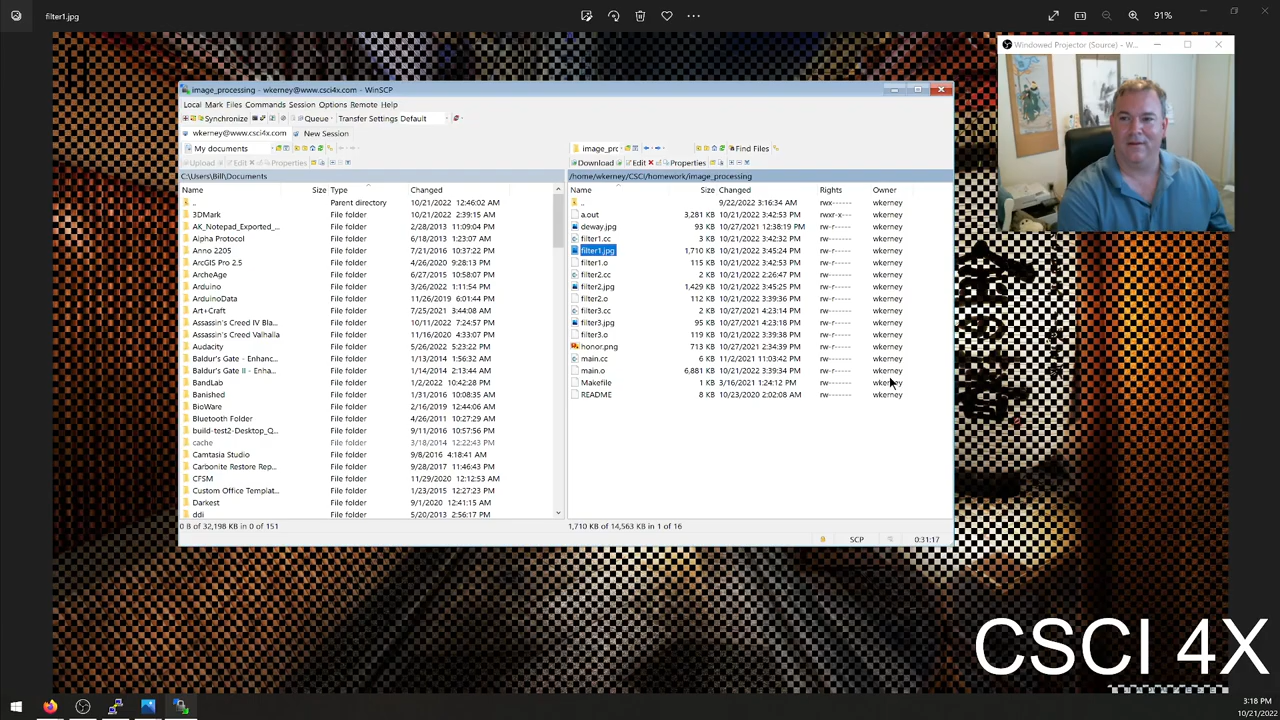 filter1.jpg
91%
Windowed Projector (Source) - W...
image_processing - wkerney@www.csci4x.com - WinSCP
Local Mark Files Commands Session Options Remote Help
Synchronize Queue Transfer Settings Default
wkerney@www.csci4x.com New Session
My documents
image_prc Find Files
Upload Edit Properties
Download Edit Properties
C:\Users\Bill\Documents
/home/wkerney/CSCI/homework/image_processing
Name Size Type Changed
.. Parent directory 10/21/2022 12:46:02 AM
3DMark File folder 10/21/2022 2:39:15 AM
AK_Notepad_Exported_... File folder 2/28/2013 11:09:04 PM
Alpha Protocol File folder 6/18/2013 1:23:07 AM
Anno 2205 File folder 7/21/2016 10:37:22 PM
ArcGIS Pro 2.5 File folder 4/26/2020 9:28:13 PM
ArcheAge File folder 6/27/2015 10:58:07 PM
Arduino File folder 3/26/2022 1:11:54 PM
ArduinoData File folder 11/26/2019 6:01:44 PM
Art+Craft File folder 7/25/2021 3:44:08 AM
Assassin's Creed IV Bla... File folder 10/11/2022 7:24:57 PM
Assassin's Creed Valhalla File folder 11/16/2020 4:33:07 PM
Audacity File folder 5/26/2022 5:23:22 PM
Baldur's Gate - Enhanc... File folder 1/13/2014 1:56:32 AM
Baldur's Gate II - Enha... File folder 2/13/2014 2:13:44 AM
BandLab File folder 1/2/2022 10:42:28 PM
Banished File folder 1/31/2016 10:08:35 AM
BioWare File folder 2/16/2019 12:44:06 AM
Bluetooth Folder File folder 4/26/2011 10:27:29 AM
build-test2-Desktop_Q... File folder 9/11/2016 10:57:56 PM
cache File folder 3/18/2014 12:22:43 PM
Camtasia Studio File folder 9/8/2016 4:18:41 AM
Carbonite Restore Rep... File folder 9/28/2017 11:46:43 PM
CFSM File folder 11/29/2020 12:12:53 AM
Custom Office Templat... File folder 1/23/2015 12:27:23 PM
Darkest File folder 9/1/2020 12:41:15 AM
ddi File folder 5/20/2013 2:56:17 PM
0 B of 32,198 KB in 0 of 151
Name Size Changed Rights Owner
.. 9/22/2022 3:16:34 AM rwx------ wkerney
a.out 3,281 KB 10/21/2022 3:42:53 PM rwxr-x--- wkerney
deway.jpg 93 KB 10/27/2021 12:38:19 PM rw-r----- wkerney
filter1.cc 3 KB 10/21/2022 3:42:32 PM rw-r----- wkerney
filter1.jpg 1,710 KB 10/21/2022 3:45:24 PM rw-r----- wkerney
filter1.o 115 KB 10/21/2022 3:42:53 PM rw-r----- wkerney
filter2.cc 2 KB 10/21/2022 2:26:47 PM rw-r----- wkerney
filter2.jpg 1,429 KB 10/21/2022 3:45:25 PM rw-r----- wkerney
filter2.o 112 KB 10/21/2022 3:39:36 PM rw-r----- wkerney
filter3.cc 2 KB 10/27/2021 4:23:14 PM rw-r----- wkerney
filter3.jpg 95 KB 10/27/2021 4:23:18 PM rw-r----- wkerney
filter3.o 119 KB 10/21/2022 3:39:38 PM rw-r----- wkerney
honor.png 713 KB 10/27/2021 2:34:39 PM rw-r----- wkerney
main.cc 6 KB 11/2/2021 11:03:42 PM rw-r----- wkerney
main.o 6,881 KB 10/21/2022 3:39:34 PM rw-r----- wkerney
Makefile 1 KB 3/16/2021 1:24:12 PM rw------- wkerney
README 8 KB 10/23/2020 2:02:08 AM rw------- wkerney
1,710 KB of 14,563 KB in 1 of 16
SCP 0:31:17
CSCI 4X
3:18 PM
10/21/2022